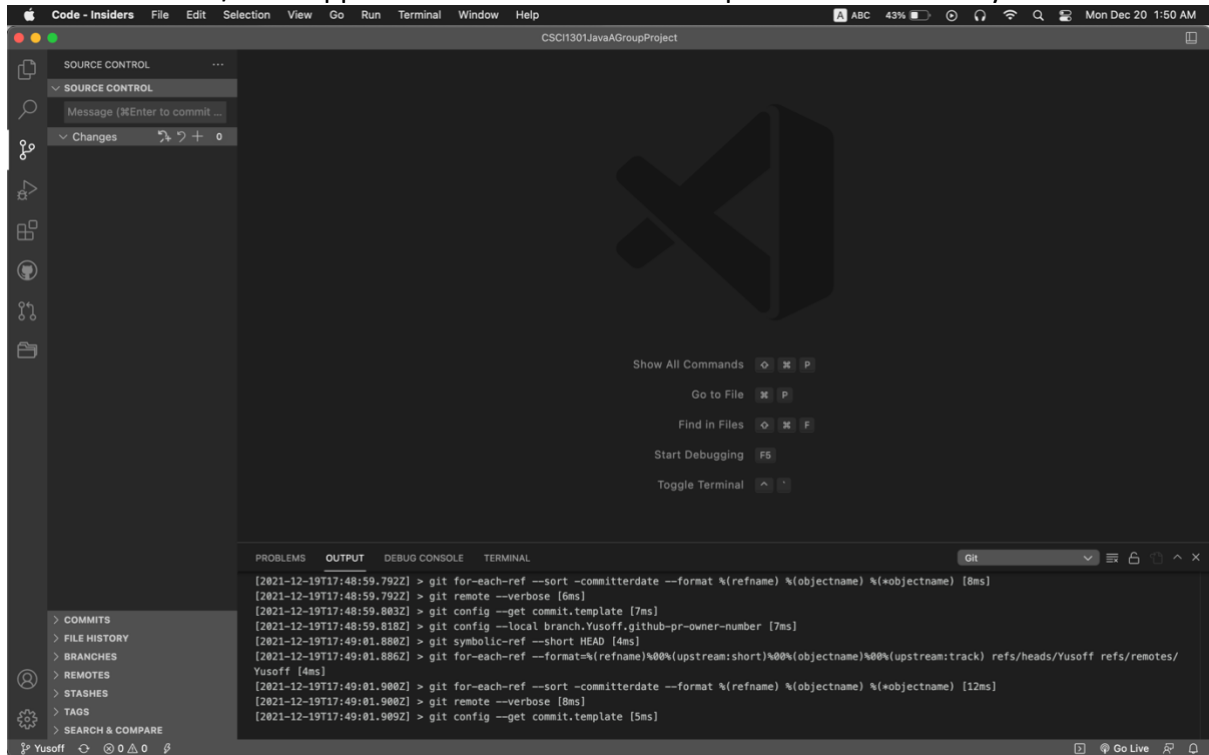 Code - Insiders File Edit Selection View Go Run Terminal Window Help A ABC 43% Mon Dec 20 1:50 AM
CSCI1301JavaAGroupProject
SOURCE CONTROL ...
SOURCE CONTROL
Message (⌘Enter to commit ...
Changes 0
Show All Commands ⇧ ⌘ P
Go to File ⌘ P
Find in Files ⇧ ⌘ F
Start Debugging F5
Toggle Terminal ^ `
PROBLEMS OUTPUT DEBUG CONSOLE TERMINAL Git
[2021-12-19T17:48:59.792Z] > git for-each-ref --sort -committerdate --format %(refname) %(objectname) %(*objectname) [8ms]
[2021-12-19T17:48:59.792Z] > git remote --verbose [6ms]
[2021-12-19T17:48:59.803Z] > git config --get commit.template [7ms]
[2021-12-19T17:48:59.818Z] > git config --local branch.Yusoff.github-pr-owner-number [7ms]
[2021-12-19T17:49:01.880Z] > git symbolic-ref --short HEAD [4ms]
[2021-12-19T17:49:01.886Z] > git for-each-ref --format=%(refname)%00%(upstream:short)%00%(objectname)%00%(upstream:track) refs/heads/Yusoff refs/remotes/
Yusoff [4ms]
[2021-12-19T17:49:01.900Z] > git for-each-ref --sort -committerdate --format %(refname) %(objectname) %(*objectname) [12ms]
[2021-12-19T17:49:01.900Z] > git remote --verbose [8ms]
[2021-12-19T17:49:01.909Z] > git config --get commit.template [5ms]
COMMITS
FILE HISTORY
BRANCHES
REMOTES
STASHES
TAGS
SEARCH & COMPARE
Yusoff 0 0 Go Live